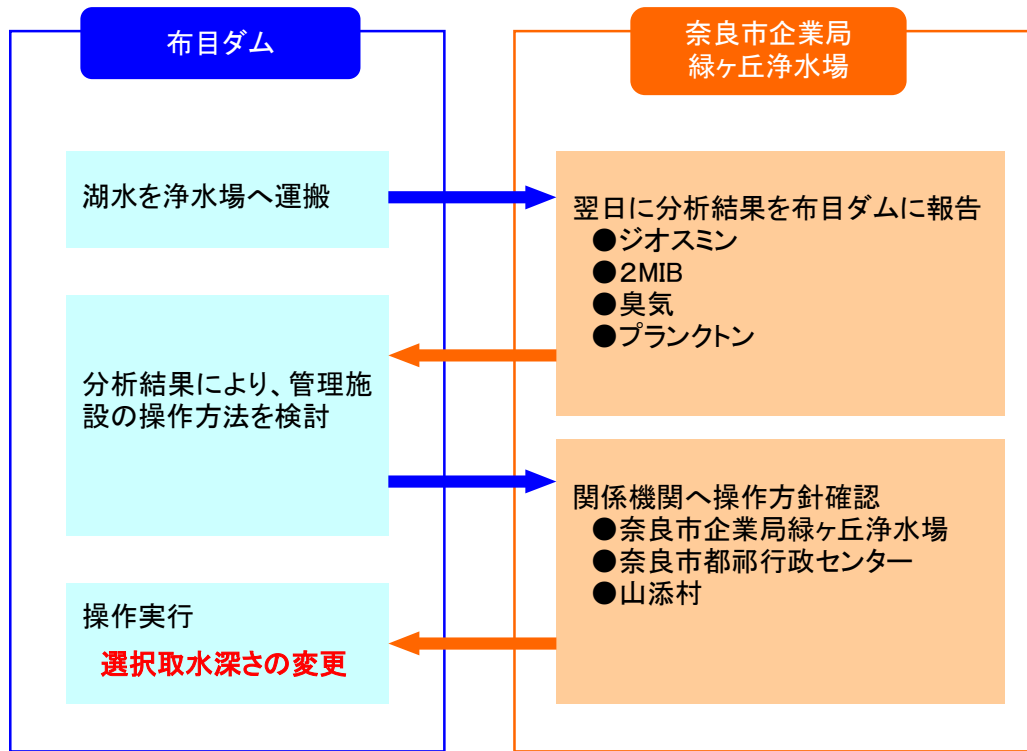 布目ダム
奈良市企業局
緑ヶ丘浄水場
湖水を浄水場へ運搬
翌日に分析結果を布目ダムに報告
●ジオスミン
●2MIB
●臭気
●プランクトン
分析結果により、管理施
設の操作方法を検討
関係機関へ操作方針確認
●奈良市企業局緑ヶ丘浄水場
●奈良市都祁行政センター
●山添村
操作実行
選択取水深さの変更